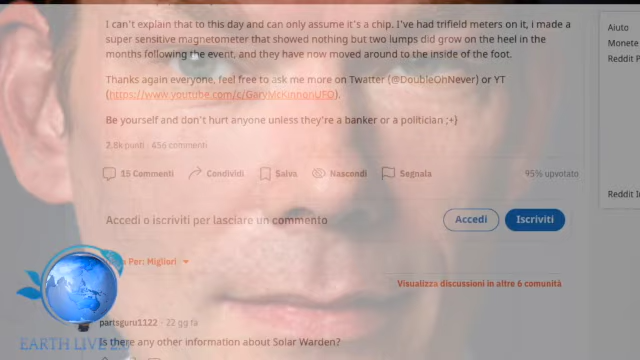 I can't explain that to this day and can only assume it's a chip. I've had trifield meters on it, i made a
super sensitive magnetometer that showed nothing but two lumps did grow on the heel in the
months following the event, and they have now moved around to the inside of the foot.
Thanks again everyone, feel free to ask me more on Twatter (@DoubleOhNever) or YT
(https://www.youtube.com/c/GaryMcKinnonUFO).
Be yourself and don't hurt anyone unless they're a banker or a politician ;+}
3.8k punti · 456 commenti
15 Commenti Condividi Salva Nascondi Segnala 95% upvotato
Accedi o iscriviti per lasciare un commento Accedi Iscriviti
Per: Migliori
Visualizza discussioni in altre 6 comunità
partsguru1122 · 22 gg fa
Is there any other information about Solar Warden?
Aiuto
Monete
Reddit P
Reddit In
EARTH LIVE